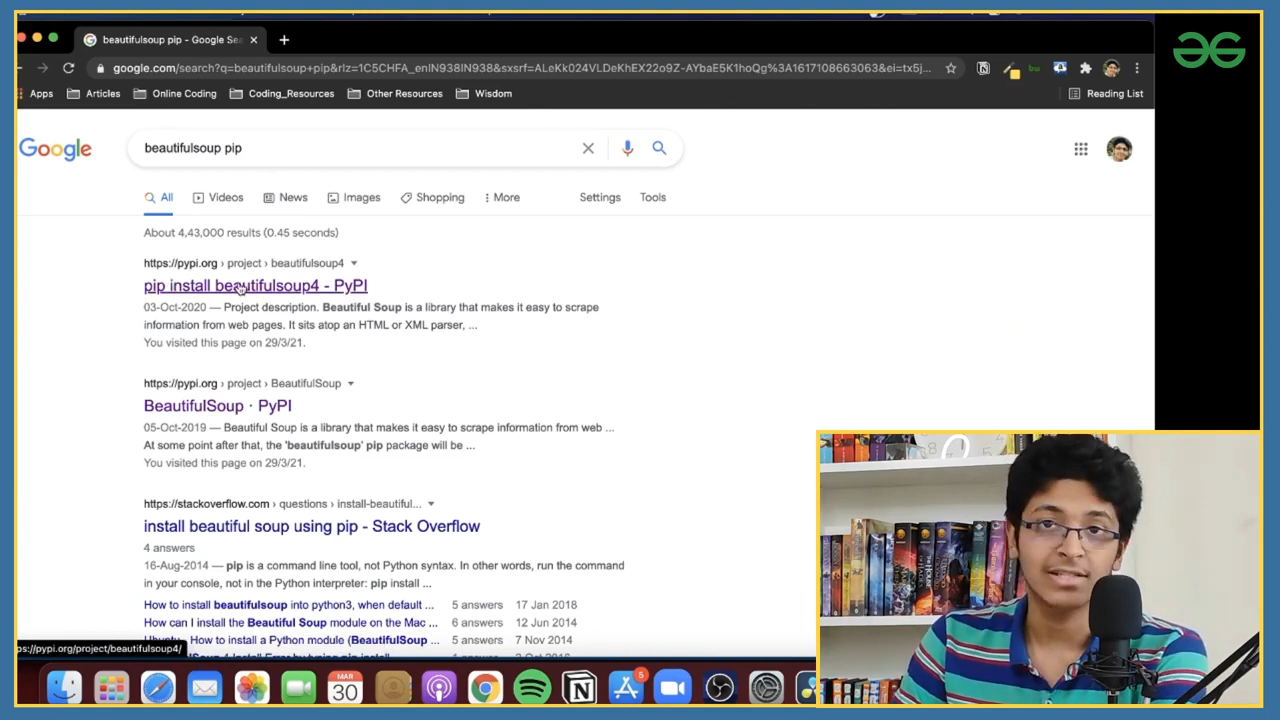 beautifulsoup pip - Google Sea
google.com/search?q=beautifulsoup+pip&rlz=1C5CHFA_enIN938IN938&sxsrf=ALeKk024VLDeKhEX22o9Z-AYbaE5K1hoQg%3A1617108663063&ei=tx5j...
Apps Articles Online Coding Coding_Resources Other Resources Wisdom Reading List
Google beautifulsoup pip
All Videos News Images Shopping More Settings Tools
About 4,43,000 results (0.45 seconds)
https://pypi.org › project › beautifulsoup4
pip install beautifulsoup4 - PyPI
03-Oct-2020 — Project description. Beautiful Soup is a library that makes it easy to scrape
information from web pages. It sits atop an HTML or XML parser, ...
You visited this page on 29/3/21.
https://pypi.org › project › BeautifulSoup
BeautifulSoup · PyPI
05-Oct-2019 — Beautiful Soup is a library that makes it easy to scrape information from web ...
At some point after that, the 'beautifulsoup' pip package will be ...
You visited this page on 29/3/21.
https://stackoverflow.com › questions › install-beautiful...
install beautiful soup using pip - Stack Overflow
4 answers
16-Aug-2014 — pip is a command line tool, not Python syntax. In other words, run the command
in your console, not in the Python interpreter: pip install ...
How to install beautifulsoup into python3, when default ... 5 answers 17 Jan 2018
How can I install the Beautiful Soup module on the Mac ... 6 answers 12 Jun 2014
Ubuntu - How to install a Python module (BeautifulSoup ... 5 answers 7 Nov 2014
ps://pypi.org/project/beautifulsoup4/
MAR
30
5